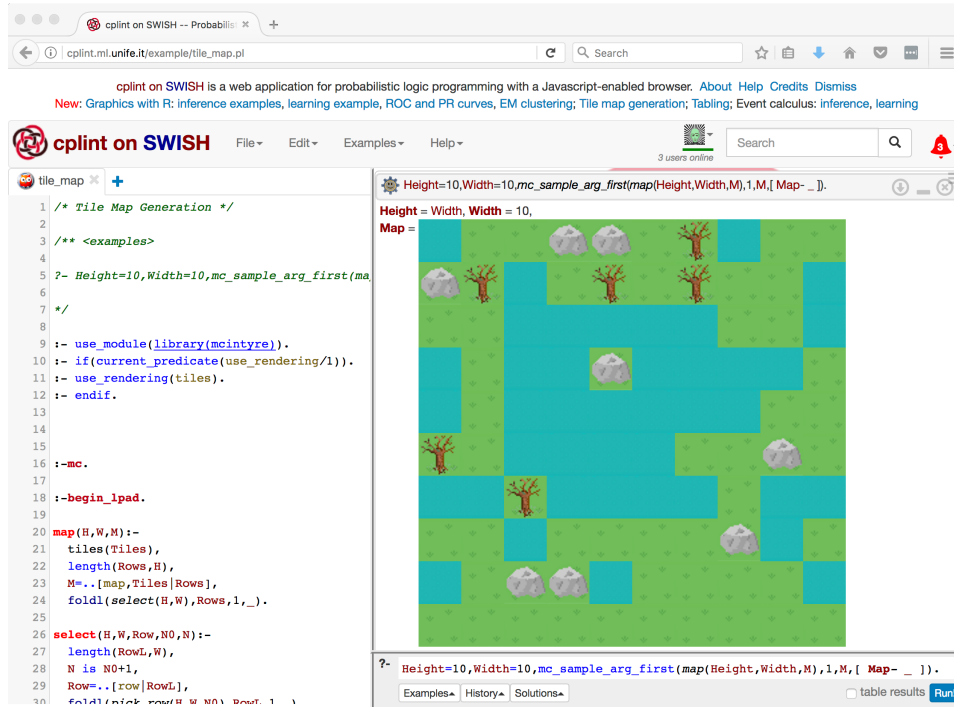 cplint on SWISH -- Probabilis
cplint.ml.unife.it/example/tile_map.pl
Search
cplint on SWISH is a web application for probabilistic logic programming with a Javascript-enabled browser. About Help Credits Dismiss
New: Graphics with R: inference examples, learning example, ROC and PR curves, EM clustering; Tile map generation; Tabling; Event calculus: inference, learning
cplint on SWISH File Edit Examples Help
3 users online
Search
3
tile_map
1 /* Tile Map Generation */
2
3 /** <examples>
4
5 ?- Height=10,Width=10,mc_sample_arg_first(ma
6
7 */
8
9 :- use_module(library(mcintyre)).
10 :- if(current_predicate(use_rendering/1)).
11 :- use_rendering(tiles).
12 :- endif.
13
14
15
16 :-mc.
17
18 :-begin_lpad.
19
20 map(H,W,M):-
21 tiles(Tiles),
22 length(Rows,H),
23 M=..[map,Tiles|Rows],
24 foldl(select(H,W),Rows,1,_).
25
26 select(H,W,Row,N0,N):-
27 length(RowL,W),
28 N is N0+1,
29 Row=..[row|RowL],
30 foldl(pick_row(H,W,N0),RowL,1,_).
Height=10,Width=10,mc_sample_arg_first(map(Height,Width,M),1,M,[ Map- _ ]).
Height = Width, Width = 10,
Map =
?- Height=10,Width=10,mc_sample_arg_first(map(Height,Width,M),1,M,[ Map- _ ]).
Examples History Solutions
table results Run!